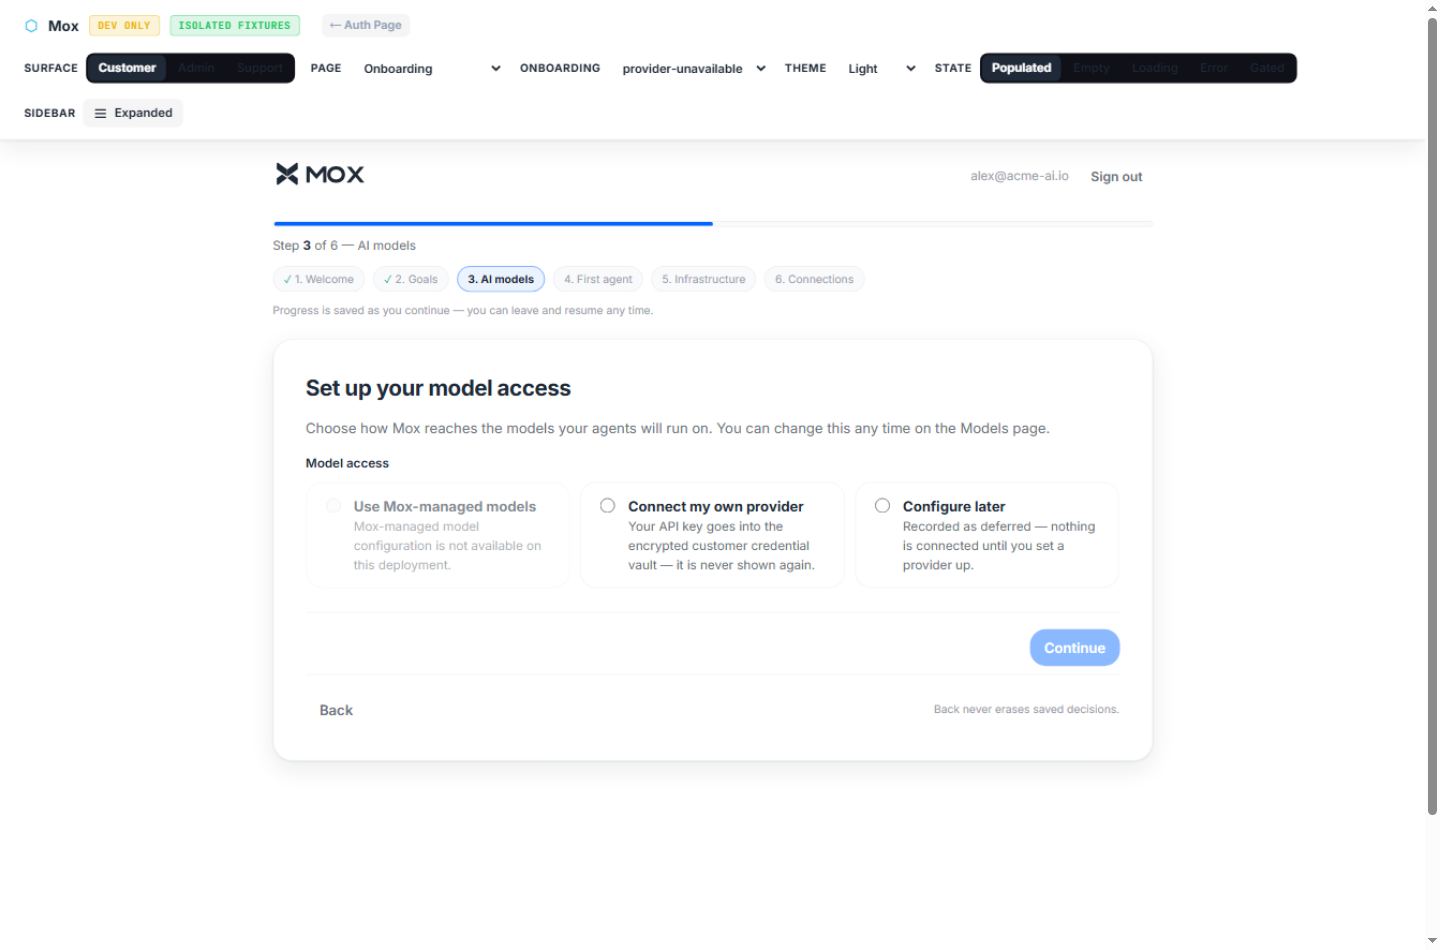 Mox DEV ONLY ISOLATED FIXTURES ← Auth Page
SURFACE Customer Admin Support PAGE Onboarding ONBOARDING provider-unavailable THEME Light STATE Populated Empty Loading Error Gated
SIDEBAR Expanded
MOX alex@acme-ai.io Sign out
Step 3 of 6 — AI models
✓ 1. Welcome ✓ 2. Goals 3. AI models 4. First agent 5. Infrastructure 6. Connections
Progress is saved as you continue — you can leave and resume any time.
Set up your model access
Choose how Mox reaches the models your agents will run on. You can change this any time on the Models page.
Model access
Use Mox-managed models
Mox-managed model
configuration is not available on
this deployment.
Connect my own provider
Your API key goes into the
encrypted customer credential
vault — it is never shown again.
Configure later
Recorded as deferred — nothing
is connected until you set a
provider up.
Continue
Back Back never erases saved decisions.